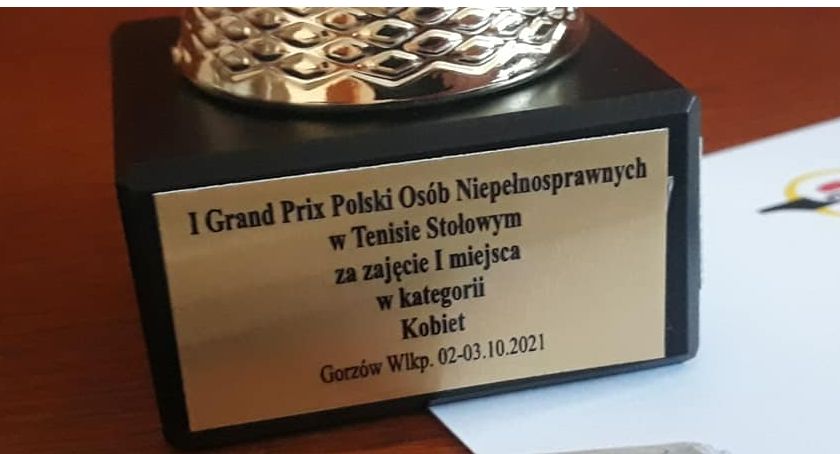 I Grand Prix Polski Osób Niepełnosprawnych
w Tenisie Stołowym
za zajęcie I miejsca
w kategorii
Kobiet
Gorzów Wlkp. 02-03.10.2021